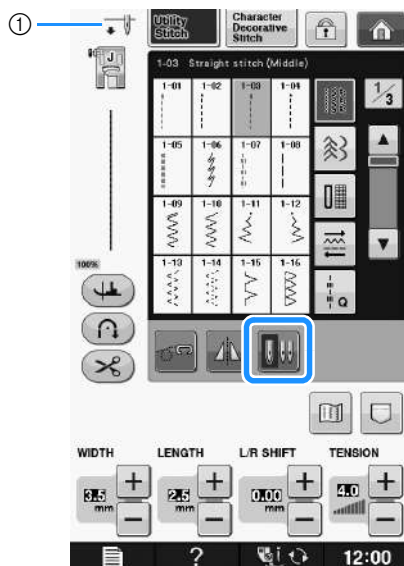 ①
Utility Stitch
Character Decorative Stitch
J
1-03 Straight stitch (Middle)
1-01 1-02 1-03 1-04
1/3
1-05 1-06 1-07 1-08
1-09 1-10 1-11 1-12
1-13 1-14 1-15 1-16
100%
Q
WIDTH LENGTH L/R SHIFT TENSION
3.5 mm + − 2.5 mm + − 0.00 mm + − 4.0 + −
? i 12:00